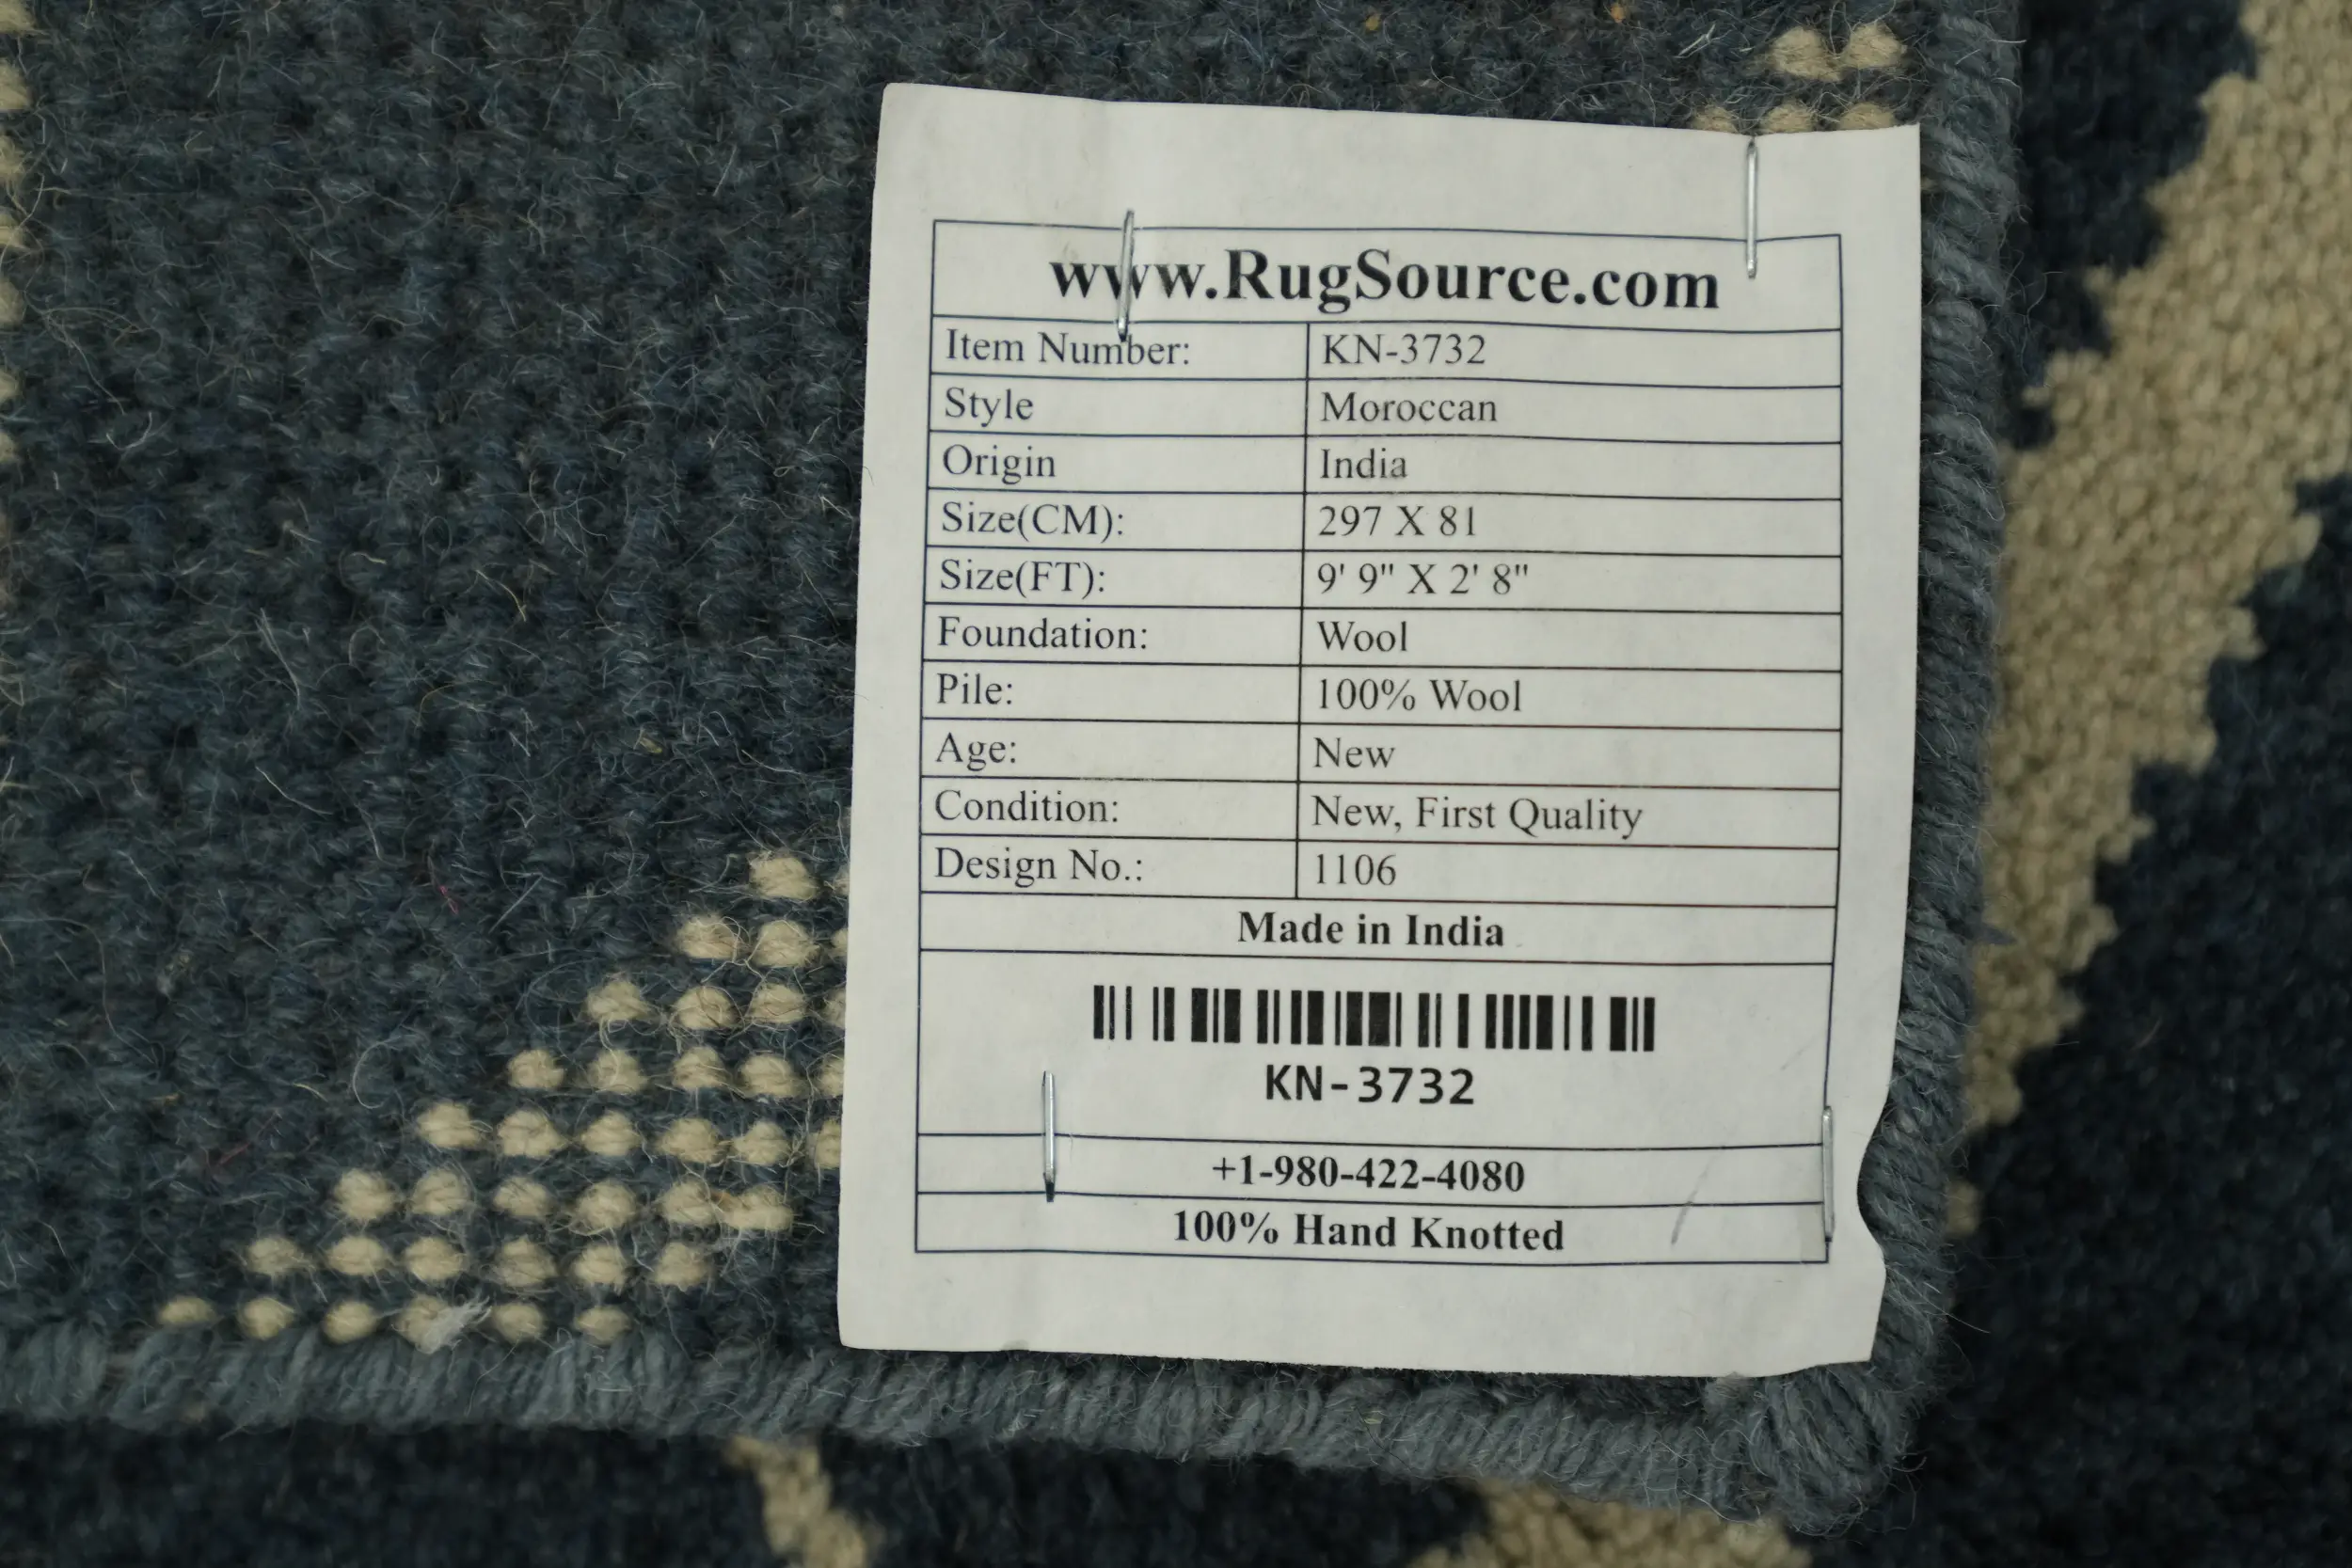 www.RugSource.com
Item Number: KN-3732
Style Moroccan
Origin India
Size(CM): 297 X 81
Size(FT): 9' 9" X 2' 8"
Foundation: Wool
Pile: 100% Wool
Age: New
Condition: New, First Quality
Design No.: 1106
Made in India
KN-3732
+1-980-422-4080
100% Hand Knotted